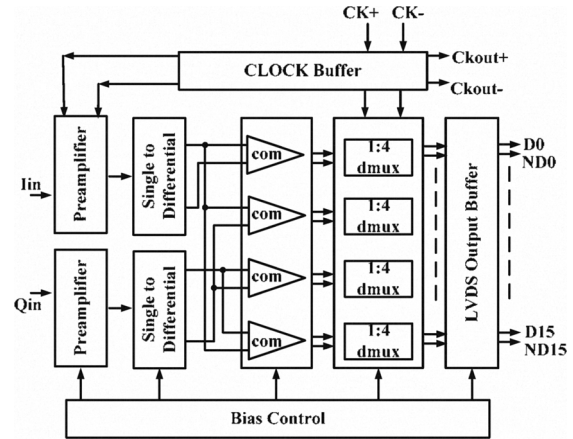 CK+ CK-
CLOCK Buffer
Ckout+
Ckout-
Iin
Preamplifier
Single to
Differential
com
com
com
com
1:4
dmux
1:4
dmux
1:4
dmux
1:4
dmux
LVDS Output Buffer
D0
ND0
Qin
Preamplifier
Single to
Differential
D15
ND15
Bias Control